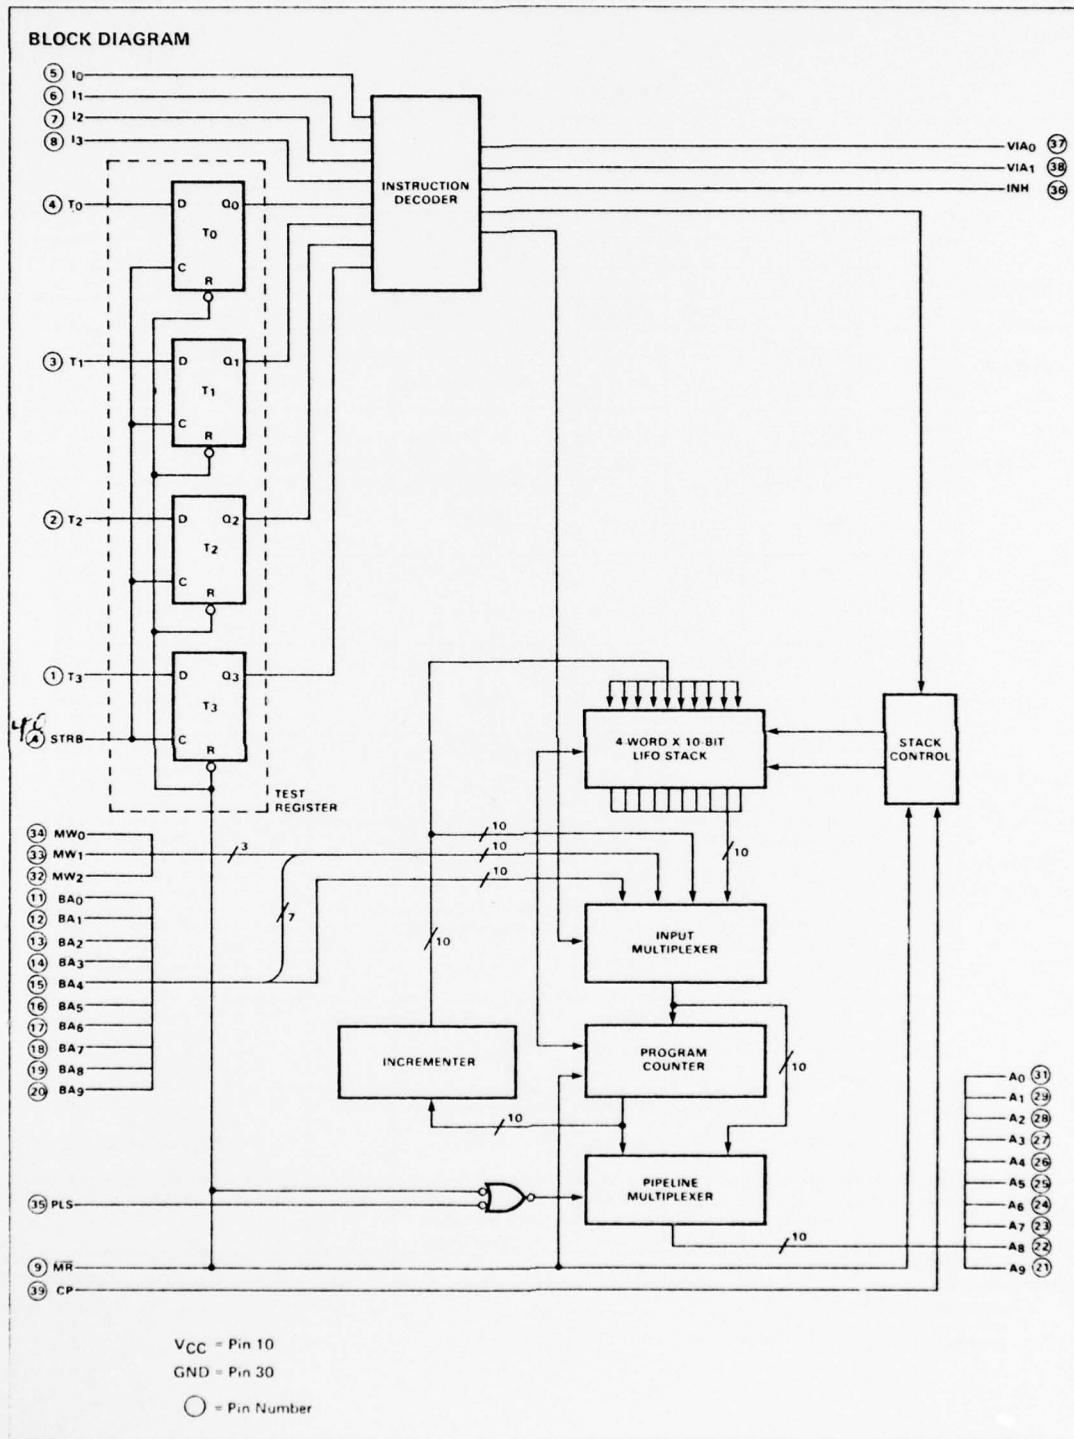 BLOCK DIAGRAM
5 I0
6 I1
7 I2
8 I3
INSTRUCTION
DECODER
VIA0 37
VIA1 38
INH 36
4 T0
D Q0
T0
C
R
3 T1
D Q1
T1
C
R
2 T2
D Q2
T2
C
R
1 T3
D Q3
T3
40
4 STRB
C
R
TEST
REGISTER
4-WORD X 10-BIT
LIFO STACK
STACK
CONTROL
34 MW0
33 MW1
32 MW2
3
10
10
10
10
11 BA0
12 BA1
13 BA2
14 BA3
15 BA4
16 BA5
17 BA6
18 BA7
19 BA8
20 BA9
7
10
INPUT
MULTIPLEXER
INCREMENTER
PROGRAM
COUNTER
10
10
PIPELINE
MULTIPLEXER
10
A0 31
A1 29
A2 28
A3 27
A4 26
A5 25
A6 24
A7 23
A8 22
A9 21
35 PLS
9 MR
39 CP
VCC = Pin 10
GND = Pin 30
= Pin Number